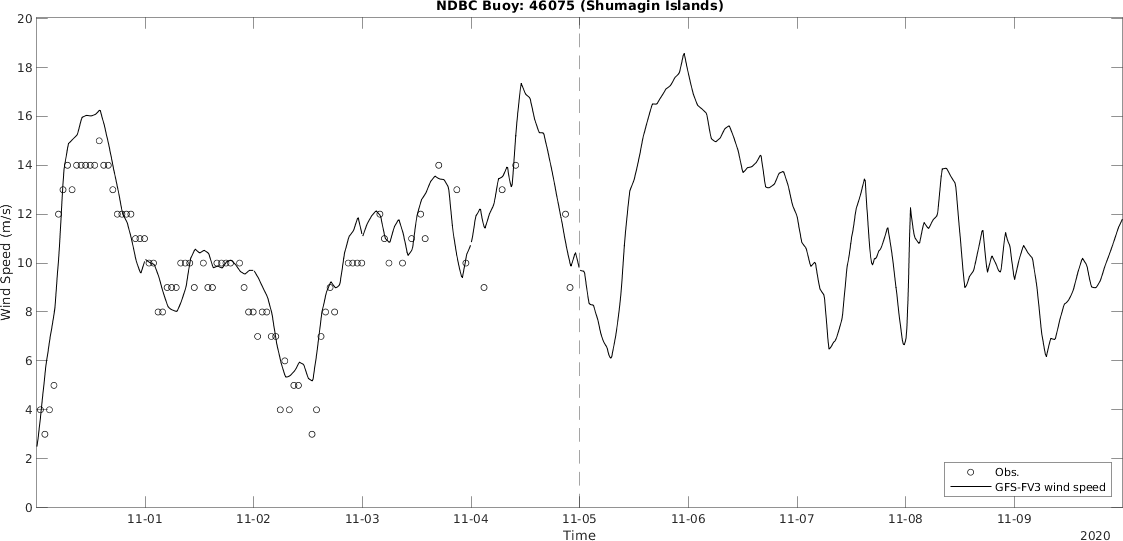 NDBC Buoy: 46075 (Shumagin Islands)
20
18
16
14
12
10
8
6
4
2
0
Wind Speed (m/s)
Obs.
GFS-FV3 wind speed
11-01 11-02 11-03 11-04 11-05 11-06 11-07 11-08 11-09
Time
2020